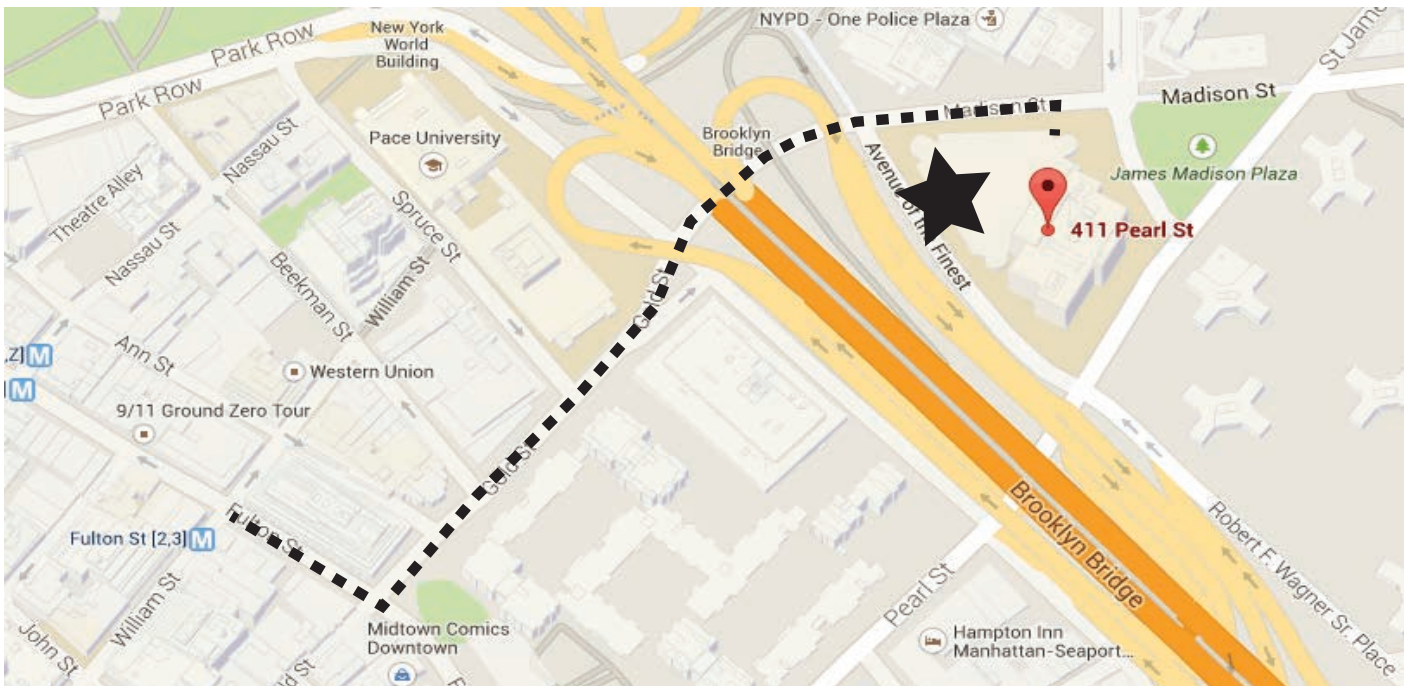 NYPD - One Police Plaza
New York
World
Building
Park Row
Park Row
St Jame
Madison St
Madison St
Nassau St
Pace University
Brooklyn
Bridge
Theatre Alley
Spruce St
Avenue of the Finest
James Madison Plaza
Nassau St
Beekman St
William St
411 Pearl St
Gold St
,Z] M
M
Ann St
Western Union
9/11 Ground Zero Tour
Gold St
Fulton St
Fulton St [2,3] M
Brooklyn Bridge
Robert F. Wagner Sr. Place
Pearl St
William St
John St
Midtown Comics
Downtown
Hampton Inn
Manhattan-Seaport...
d St
F